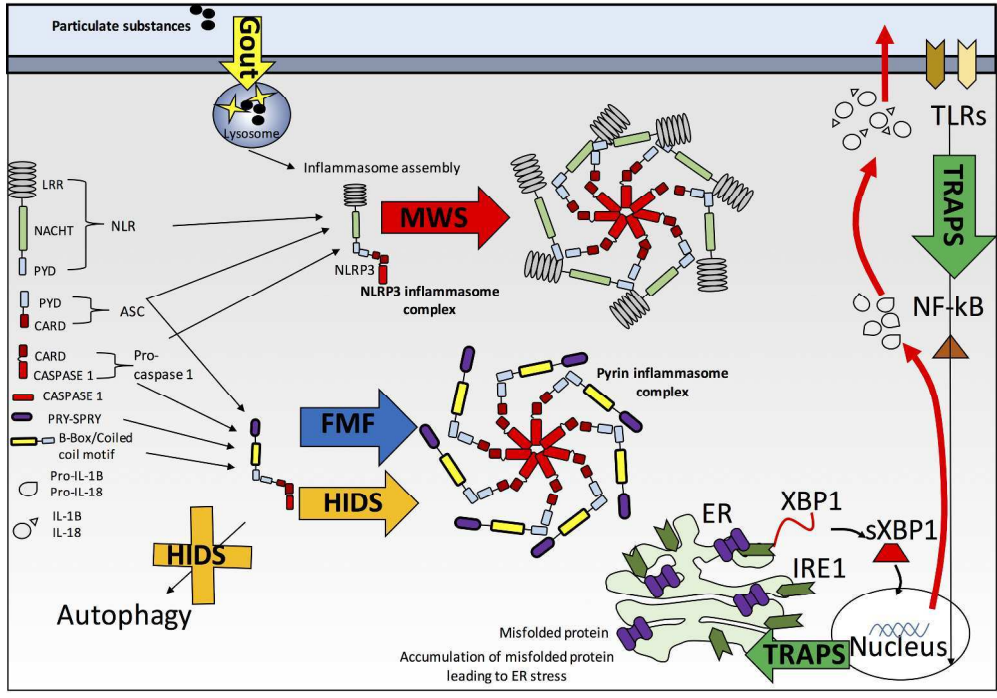 Particulate substances
Gout
Lysosome
TLRs
TRAPS
NF-kB
Inflammasome assembly
LRR
NACHT
NLR
PYD
MWS
NLRP3
NLRP3 inflammasome
complex
PYD
CARD
ASC
CARD
CASPASE 1
Pro-
caspase 1
CASPASE 1
PRY-SPRY
B-Box/Coiled
coil motif
Pro-IL-1B
Pro-IL-18
IL-1B
IL-18
FMF
HIDS
Pyrin inflammasome
complex
HIDS
Autophagy
ER
XBP1
sXBP1
IRE1
Nucleus
TRAPS
Misfolded protein
Accumulation of misfolded protein
leading to ER stress